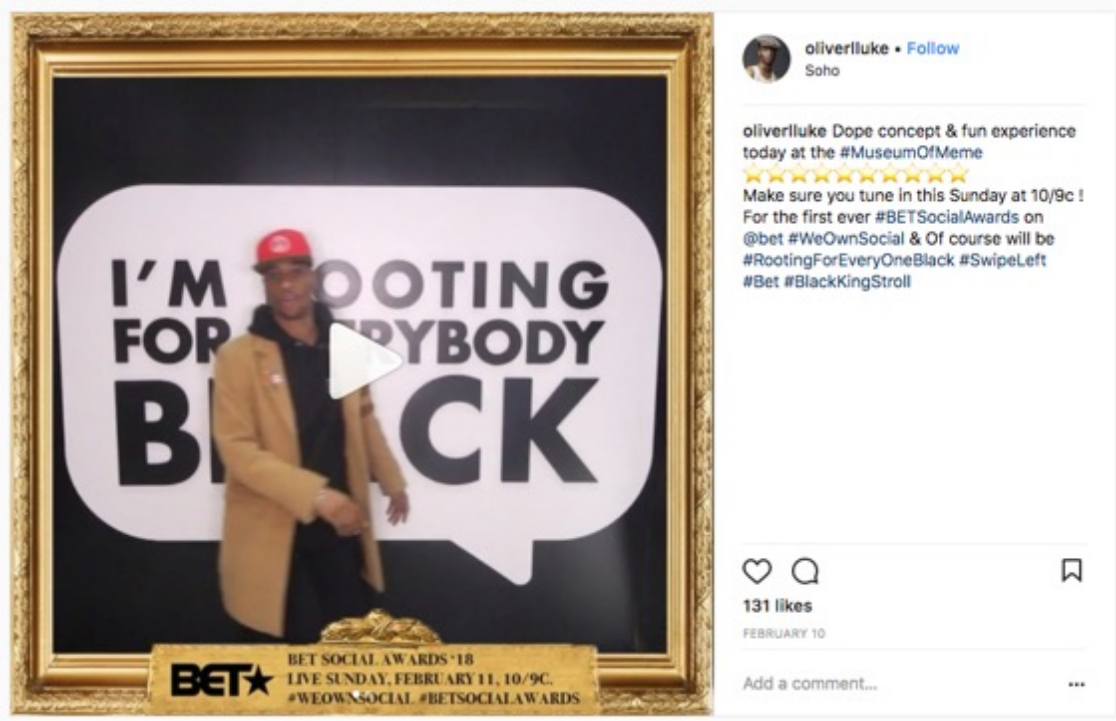 I'M ROOTING
FOR EVERYBODY
BLACK
BET★
BET SOCIAL AWARDS '18
LIVE SUNDAY, FEBRUARY 11, 10/9C.
#WEOWNSOCIAL #BETSOCIALAWARDS
oliverlluke • Follow
Soho
oliverlluke Dope concept & fun experience
today at the #MuseumOfMeme
⭐⭐⭐⭐⭐⭐⭐⭐⭐⭐
Make sure you tune in this Sunday at 10/9c !
For the first ever #BETSocialAwards on
@bet #WeOwnSocial & Of course will be
#RootingForEveryOneBlack #SwipeLeft
#Bet #BlackKingStroll
131 likes
FEBRUARY 10
Add a comment...